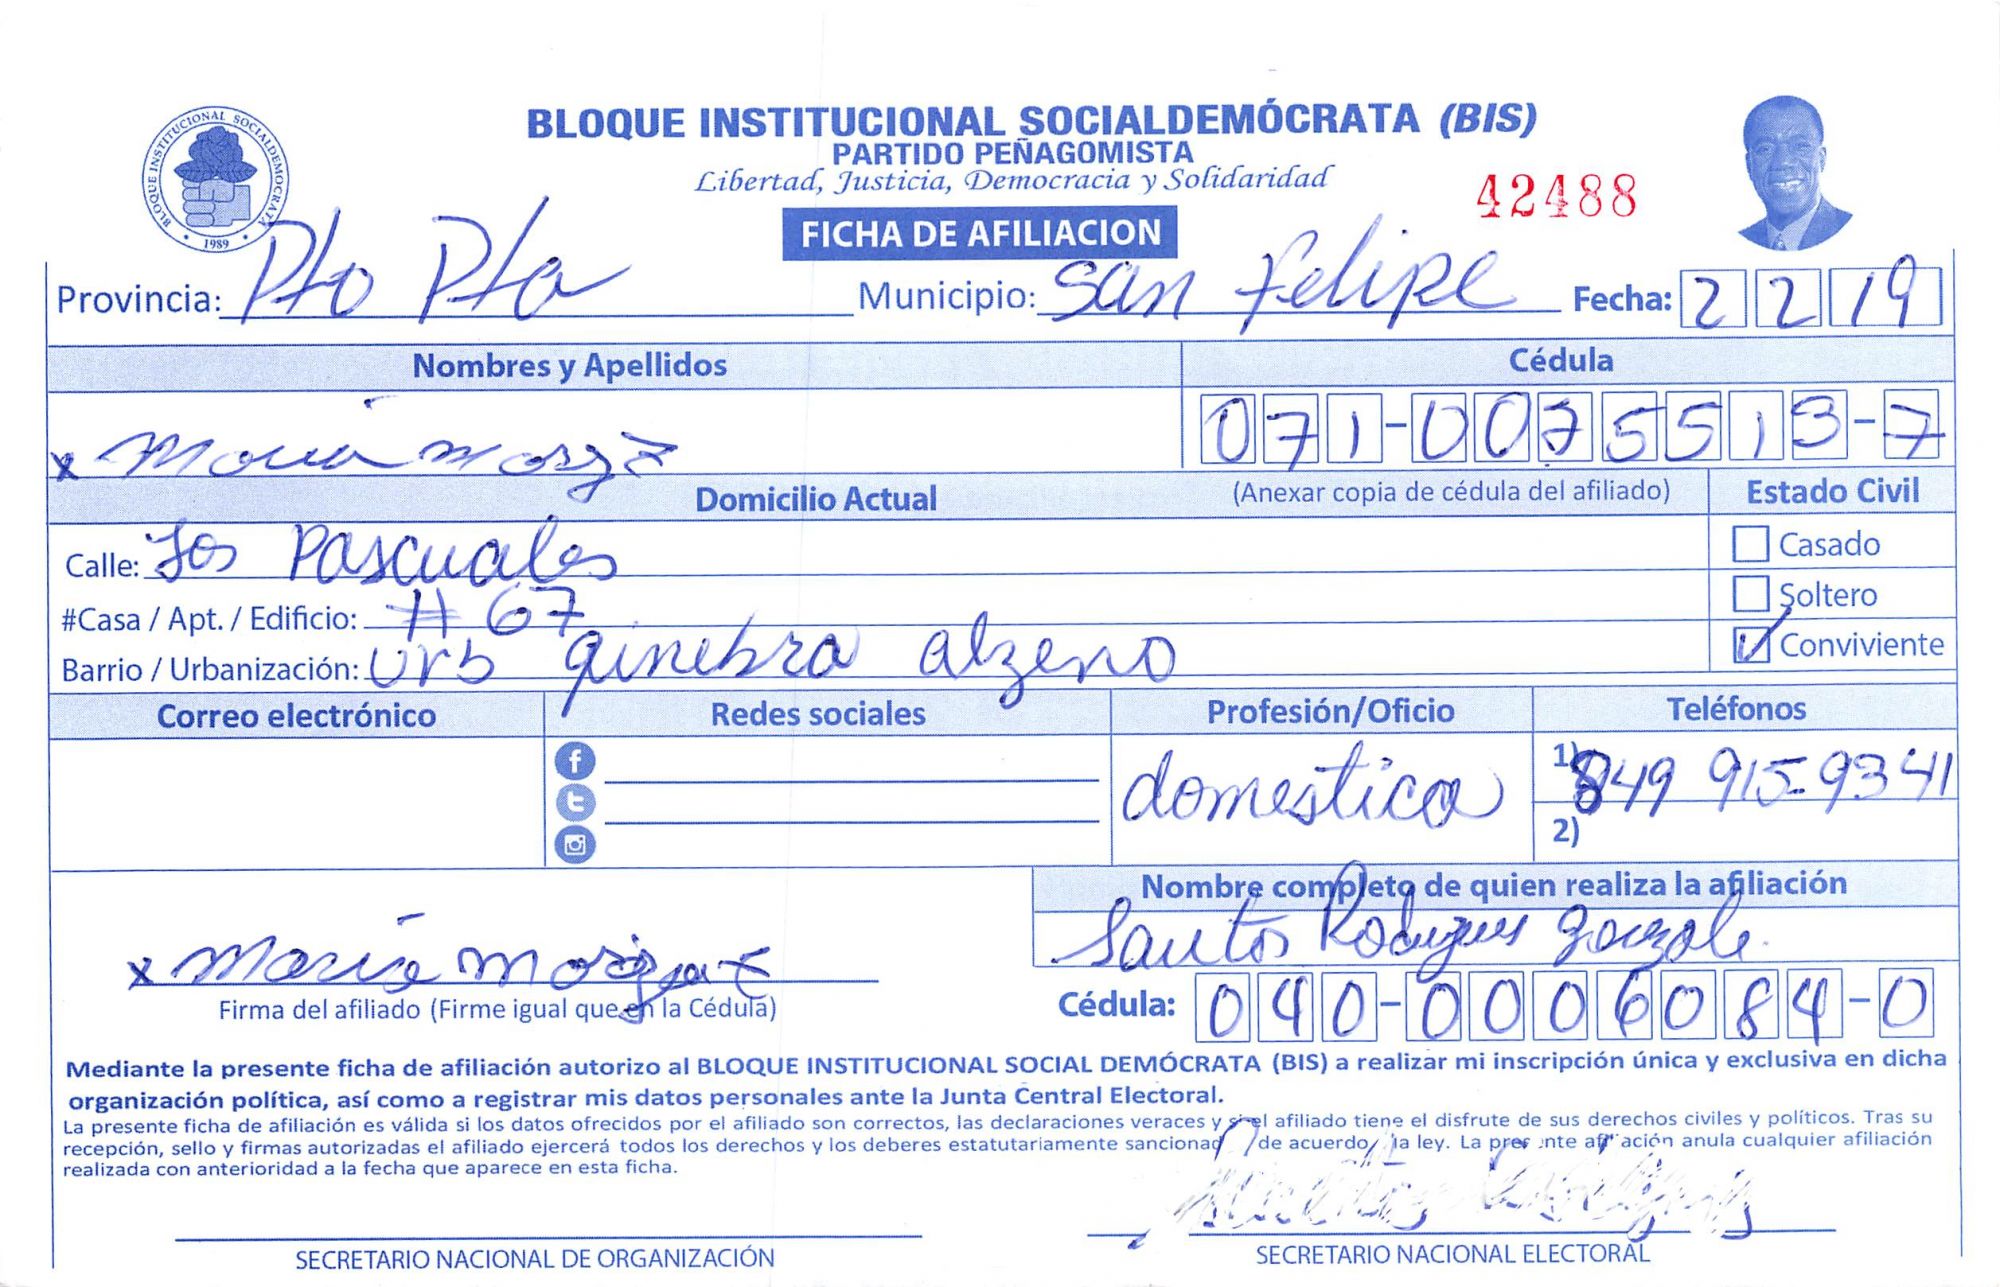 BLOQUE INSTITUCIONAL SOCIALDEMÓCRATA (BIS)
PARTIDO PEÑAGOMISTA
Libertad, Justicia, Democracia y Solidaridad
BLOQUE INSTITUCIONAL SOCIALDEMOCRATA
1989
42488
FICHA DE AFILIACION
Provincia: Pto Pta Municipio: San Felipe Fecha: 2 2 19
Nombres y Apellidos Cédula
x Maria 071-0075513-7
Domicilio Actual (Anexar copia de cédula del afiliado) Estado Civil
Calle: Los Pascuales Casado
#Casa / Apt. / Edificio: # 67 Soltero
Barrio / Urbanización: Urb ginebra alzeno Conviviente
Correo electrónico Redes sociales Profesión/Oficio Teléfonos
domestica 1) 849 915-9341
2)
Nombre completo de quien realiza la afiliación
Santos Rodriguez
x Maria
Firma del afiliado (Firme igual que en la Cédula) Cédula: 040-0006084-0
Mediante la presente ficha de afiliación autorizo al BLOQUE INSTITUCIONAL SOCIAL DEMÓCRATA (BIS) a realizar mi inscripción única y exclusiva en dicha
organización política, así como a registrar mis datos personales ante la Junta Central Electoral.
La presente ficha de afiliación es válida si los datos ofrecidos por el afiliado son correctos, las declaraciones veraces y si el afiliado tiene el disfrute de sus derechos civiles y políticos. Tras su
recepción, sello y firmas autorizadas el afiliado ejercerá todos los derechos y los deberes estatutariamente sancionad de acuerdo la ley. La presente afiliación anula cualquier afiliación
realizada con anterioridad a la fecha que aparece en esta ficha.
SECRETARIO NACIONAL DE ORGANIZACIÓN SECRETARIO NACIONAL ELECTORAL